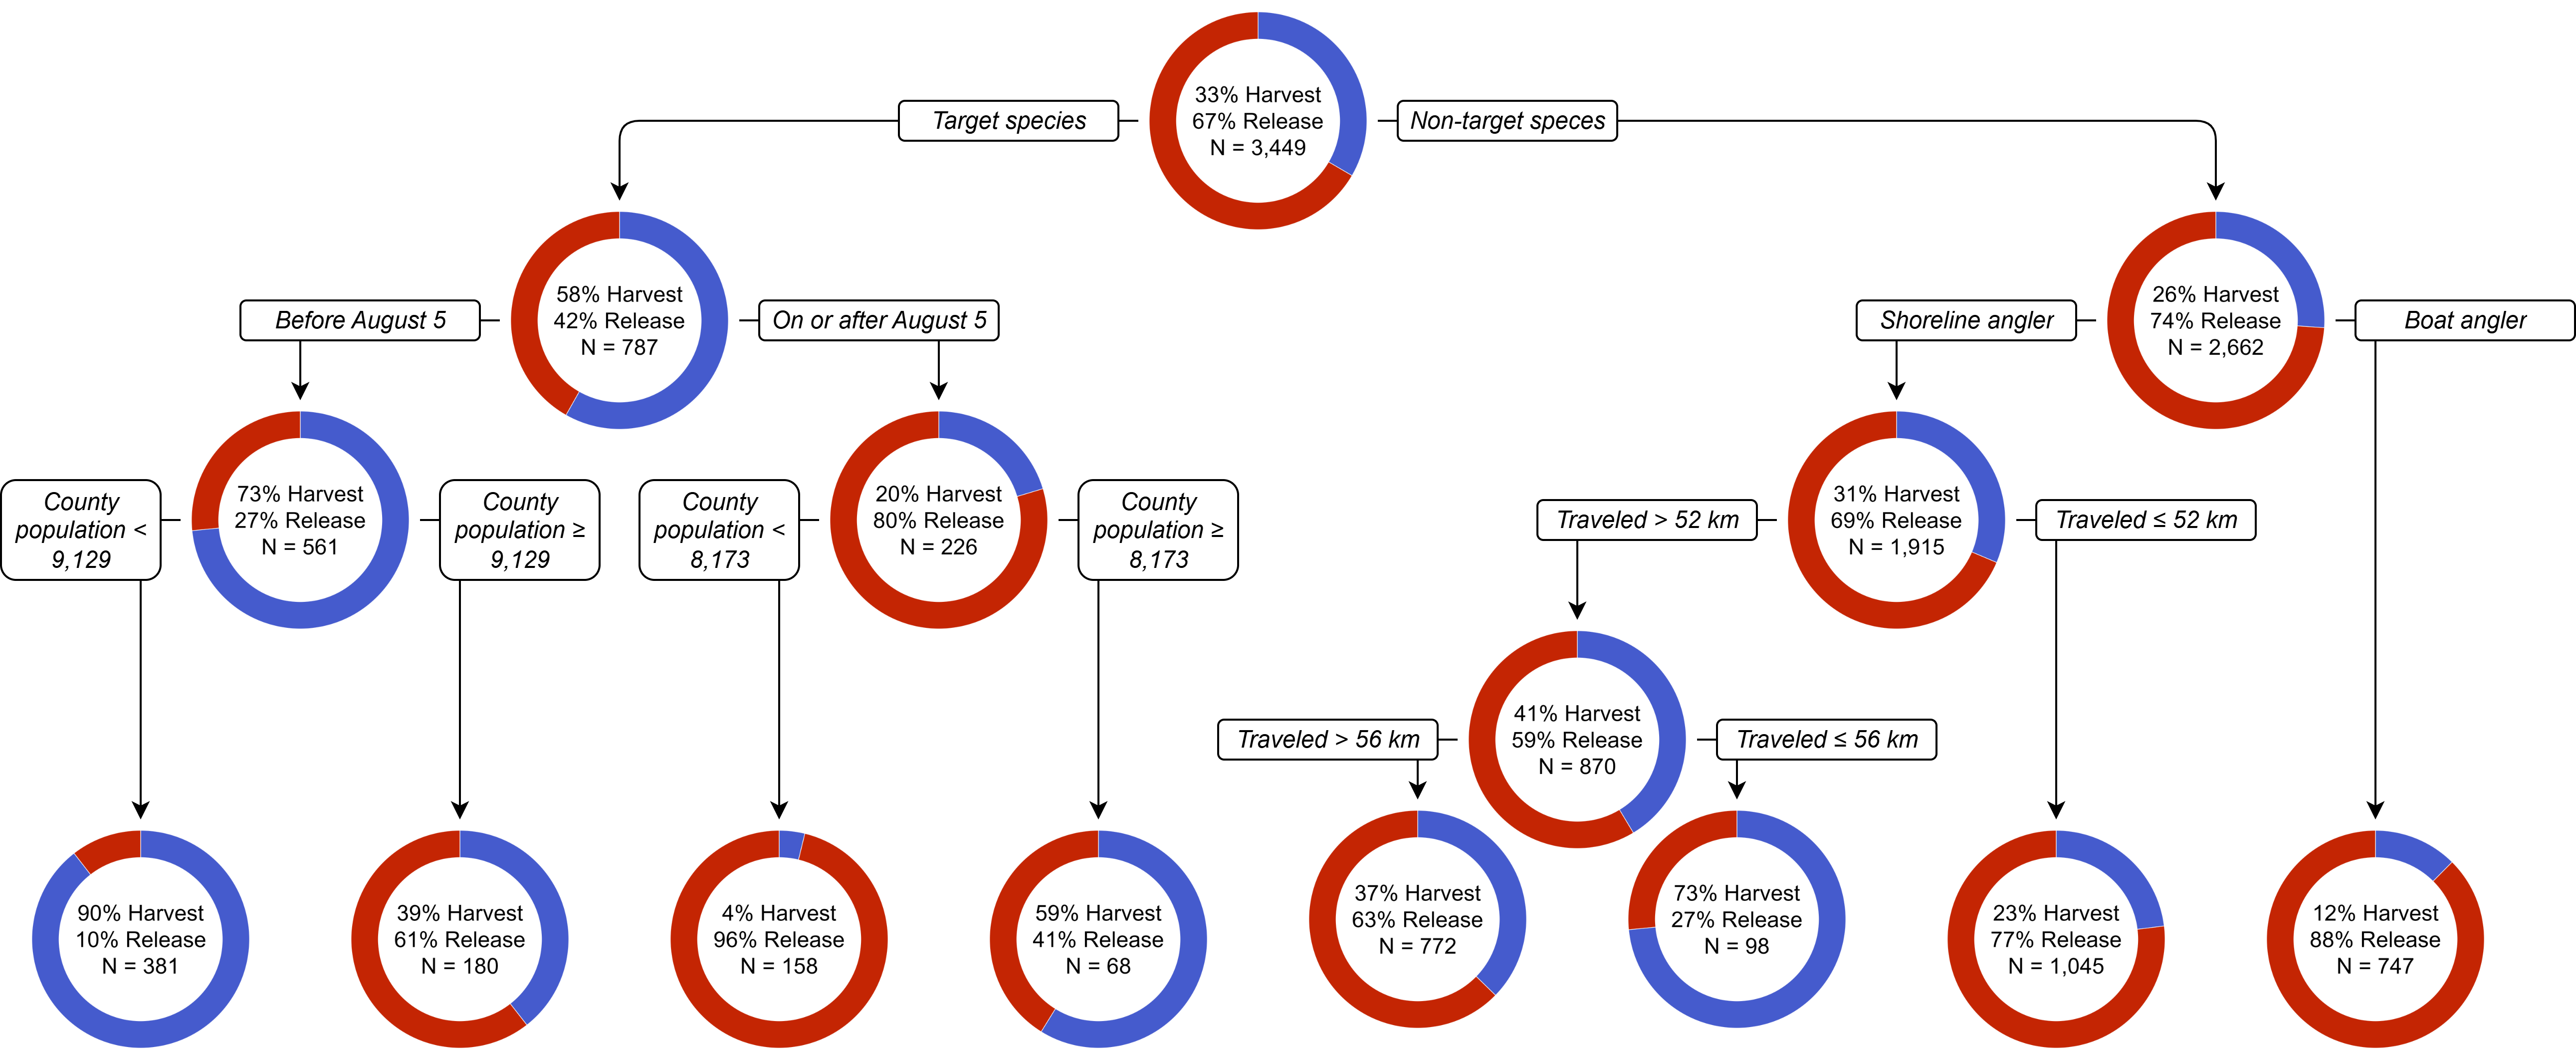 33% Harvest
67% Release
N = 3,449
Target species
Non-target speces
58% Harvest
42% Release
N = 787
26% Harvest
74% Release
N = 2,662
Before August 5
On or after August 5
Shoreline angler
Boat angler
73% Harvest
27% Release
N = 561
20% Harvest
80% Release
N = 226
31% Harvest
69% Release
N = 1,915
County
population <
9,129
County
population ≥
9,129
County
population <
8,173
County
population ≥
8,173
Traveled > 52 km
Traveled ≤ 52 km
41% Harvest
59% Release
N = 870
Traveled > 56 km
Traveled ≤ 56 km
90% Harvest
10% Release
N = 381
39% Harvest
61% Release
N = 180
4% Harvest
96% Release
N = 158
59% Harvest
41% Release
N = 68
37% Harvest
63% Release
N = 772
73% Harvest
27% Release
N = 98
23% Harvest
77% Release
N = 1,045
12% Harvest
88% Release
N = 747